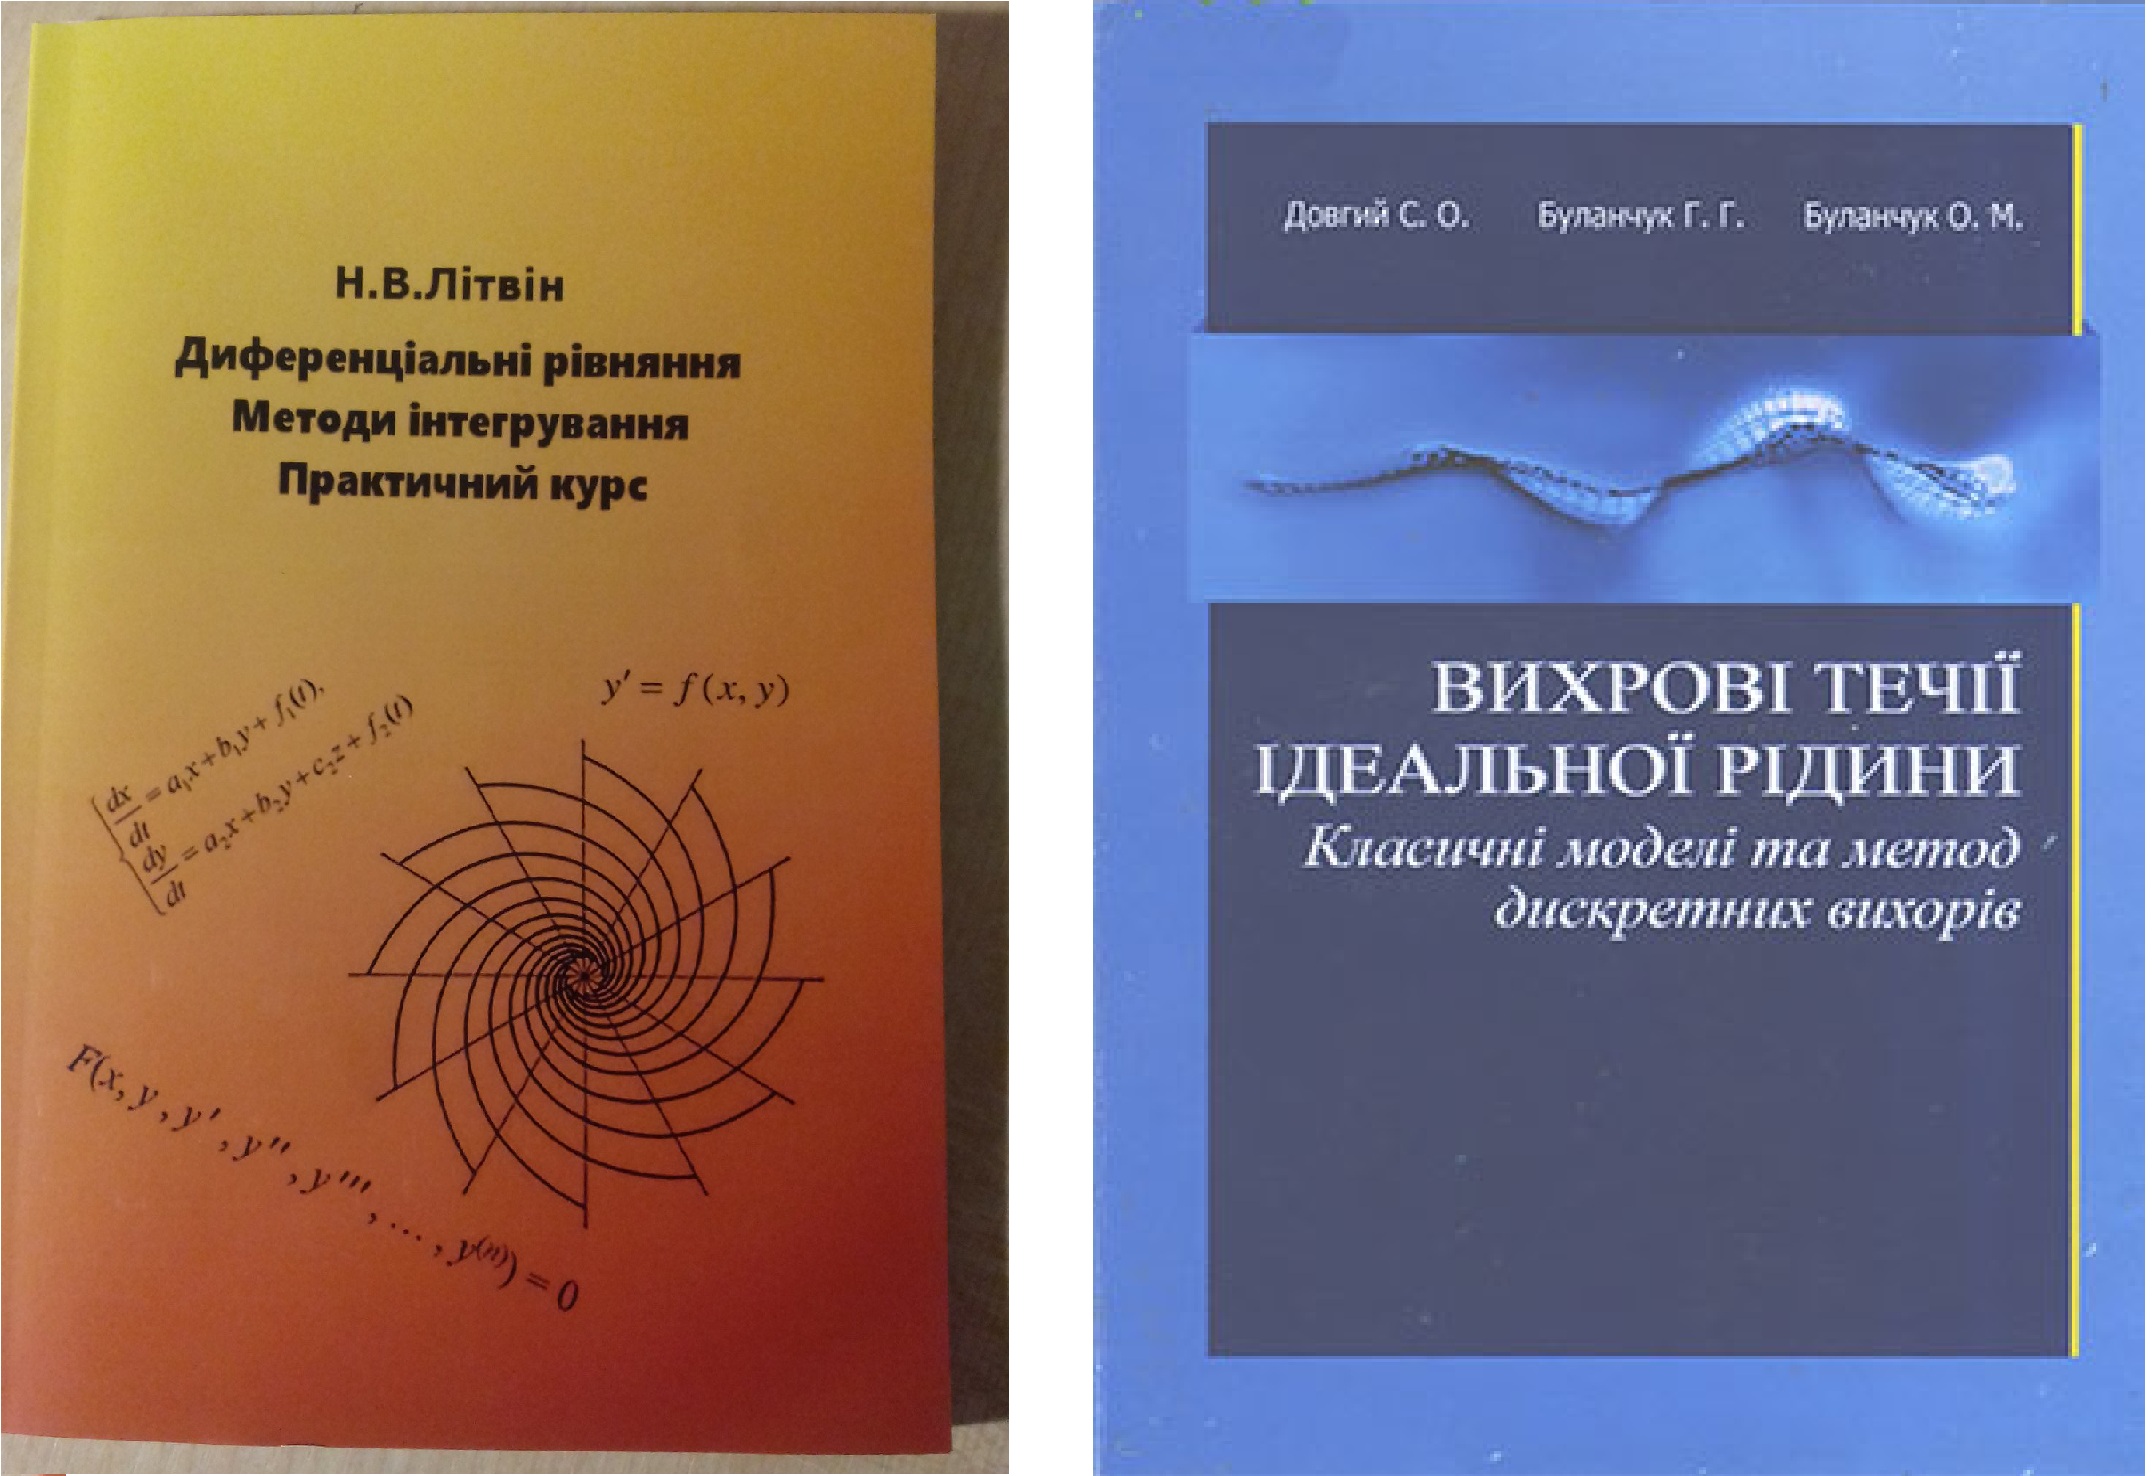 Н.В.Літвін
Диференціальні рівняння
Методи інтегрування
Практичний курс
y′ = f(x, y)
dx/dt = a₁x + b₁y + f₁(t),
dy/dt = a₂x + b₂y + c₂z + f₂(t)
F(x, y, y′, y″, y‴, ..., y⁽ⁿ⁾) = 0
Довгий С. О. Буланчук Г. Г. Буланчук О. М.
ВИХРОВІ ТЕЧІЇ
ІДЕАЛЬНОЇ РІДИНИ
Класичні моделі та метод
дискретних вихорів